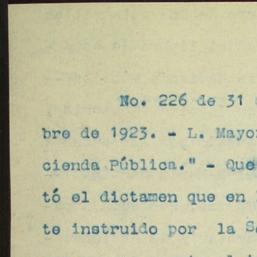 No. 226 de 31
bre de 1923. - L. Mayo
cienda Pública." - Que
tó el dictamen que en
te instruido por la S